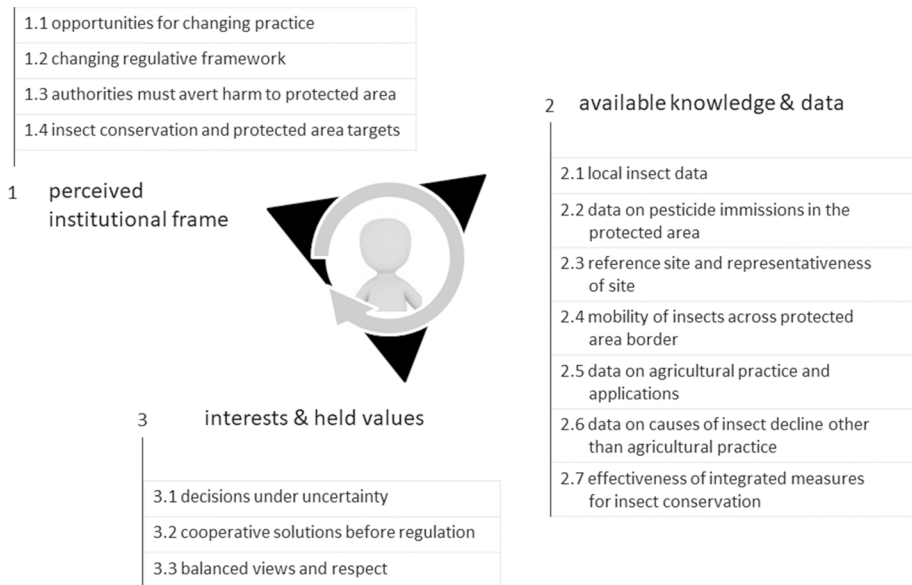 1.1 opportunities for changing practice
1.2 changing regulative framework
1.3 authorities must avert harm to protected area
1.4 insect conservation and protected area targets
1 perceived
institutional frame
2 available knowledge & data
2.1 local insect data
2.2 data on pesticide immissions in the
protected area
2.3 reference site and representativeness
of site
2.4 mobility of insects across protected
area border
2.5 data on agricultural practice and
applications
2.6 data on causes of insect decline other
than agricultural practice
2.7 effectiveness of integrated measures
for insect conservation
3 interests & held values
3.1 decisions under uncertainty
3.2 cooperative solutions before regulation
3.3 balanced views and respect